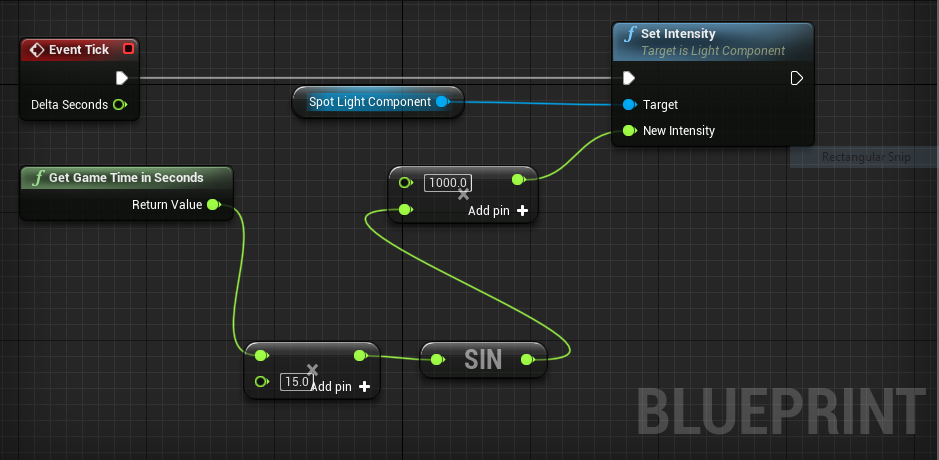 Event Tick
Delta Seconds
Spot Light Component
f Set Intensity
Target is Light Component
Target
New Intensity
Rectangular Snip
f Get Game Time in Seconds
Return Value
1000.0
Add pin +
15.0
Add pin +
SIN
BLUEPRINT